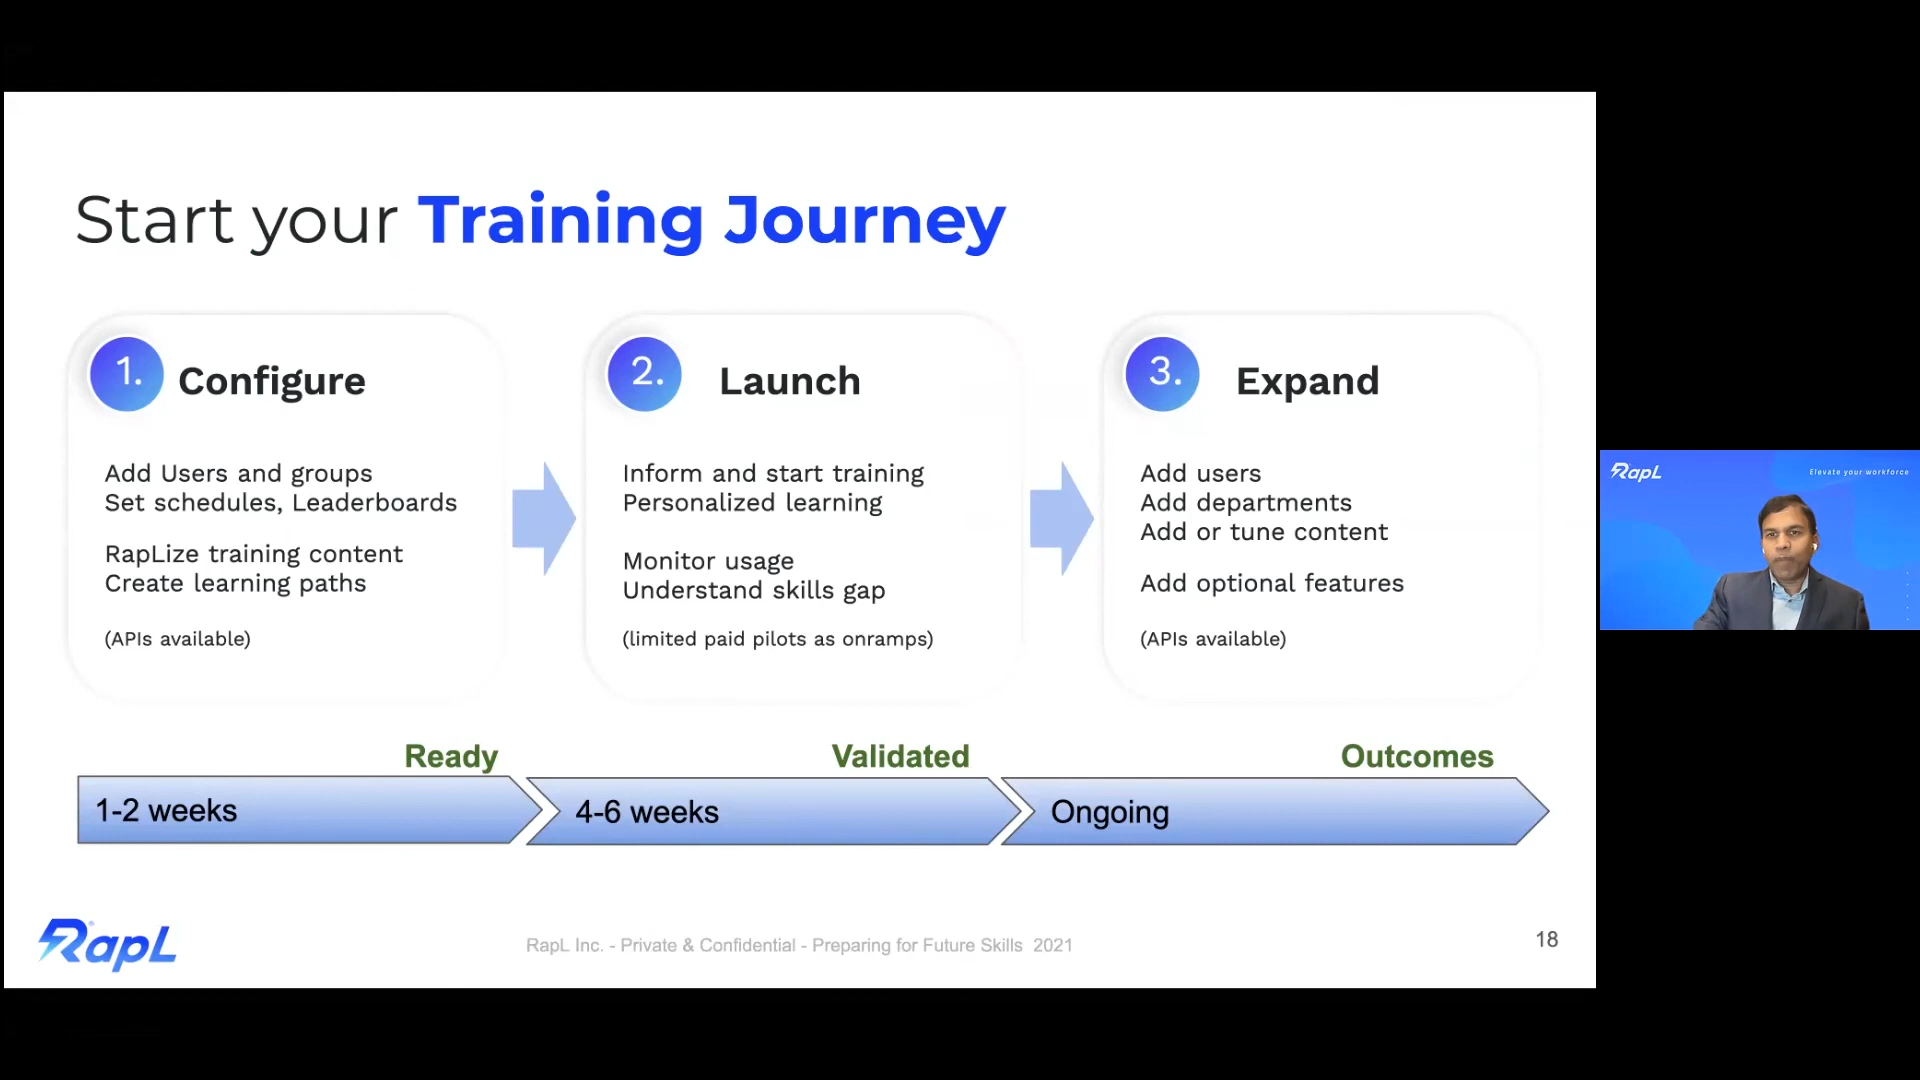 Start your Training Journey
1. Configure
Add Users and groups
Set schedules, Leaderboards
RapLize training content
Create learning paths
(APIs available)
2. Launch
Inform and start training
Personalized learning
Monitor usage
Understand skills gap
(limited paid pilots as onramps)
3. Expand
Add users
Add departments
Add or tune content
Add optional features
(APIs available)
Ready
Validated
Outcomes
1-2 weeks
4-6 weeks
Ongoing
RapL
RapL Inc. - Private & Confidential - Preparing for Future Skills 2021
18
RapL
Elevate your workforce